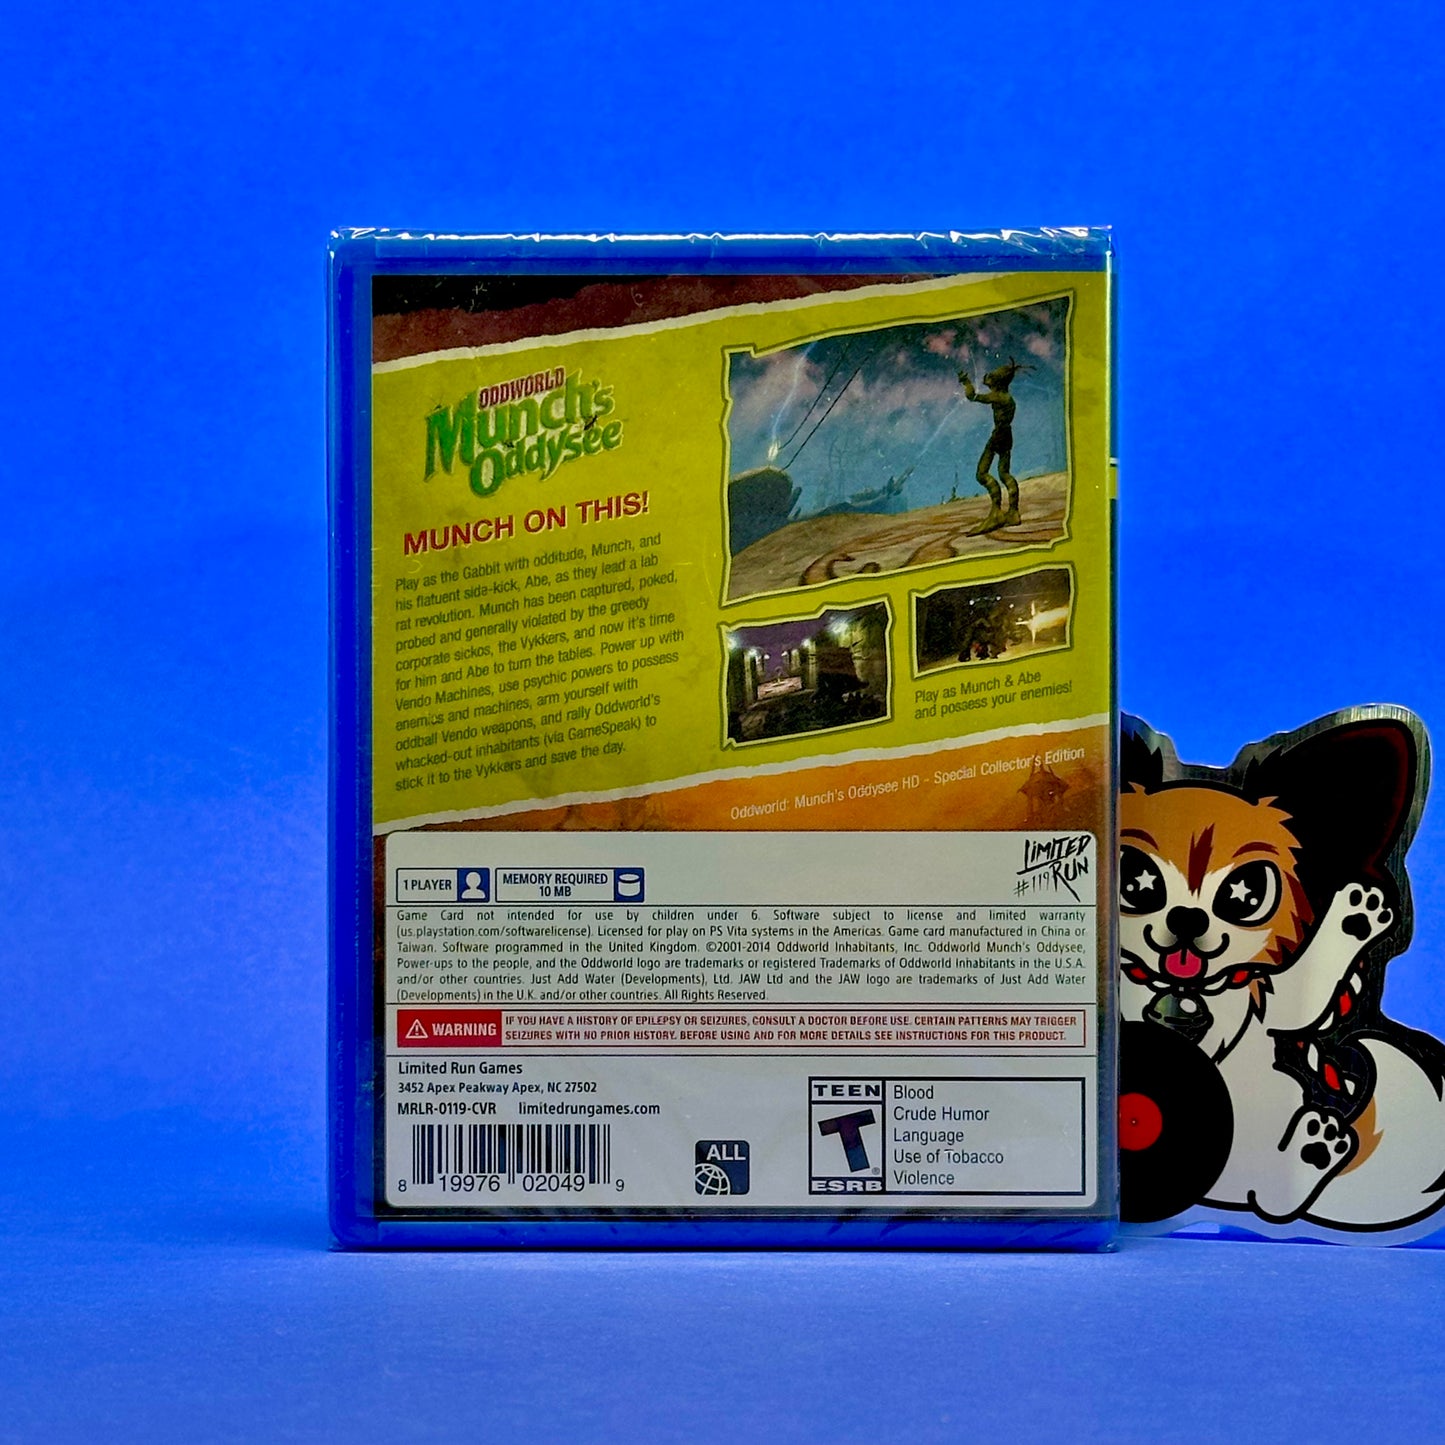 ODDWORLD
Munch's
Oddysee
MUNCH ON THIS!
Play as the Gabbit with odditude, Munch, and
his flatuent side-kick, Abe, as they lead a lab
rat revolution. Munch has been captured, poked,
probed and generally violated by the greedy
corporate sickos, the Vykkers, and now it's time
for him and Abe to turn the tables. Power up with
Vendo Machines, use psychic powers to possess
enemies and machines, arm yourself with
oddball Vendo weapons, and rally Oddworld's
whacked-out inhabitants (via GameSpeak) to
stick it to the Vykkers and save the day.
Play as Munch & Abe
and possess your enemies!
Oddworld: Munch's Oddysee HD - Special Collector's Edition
LIMITED
RUN
#119
1 PLAYER
MEMORY REQUIRED
10 MB
Game Card not intended for use by children under 6. Software subject to license and limited warranty
(us.playstation.com/softwarelicense). Licensed for play on PS Vita systems in the Americas. Game card manufactured in China or
Taiwan. Software programmed in the United Kingdom. ©2001-2014 Oddworld Inhabitants, Inc. Oddworld Munch's Oddysee,
Power-ups to the people, and the Oddworld logo are trademarks or registered Trademarks of Oddworld Inhabitants in the U.S.A.
and/or other countries. Just Add Water (Developments), Ltd. JAW Ltd and the JAW logo are trademarks of Just Add Water
(Developments) in the U.K. and/or other countries. All Rights Reserved.
WARNING
IF YOU HAVE A HISTORY OF EPILEPSY OR SEIZURES, CONSULT A DOCTOR BEFORE USE. CERTAIN PATTERNS MAY TRIGGER
SEIZURES WITH NO PRIOR HISTORY. BEFORE USING AND FOR MORE DETAILS SEE INSTRUCTIONS FOR THIS PRODUCT.
Limited Run Games
3452 Apex Peakway Apex, NC 27502
MRLR-0119-CVR limitedrungames.com
8 19976 02049 9
ALL
TEEN
T
®
ESRB
Blood
Crude Humor
Language
Use of Tobacco
Violence